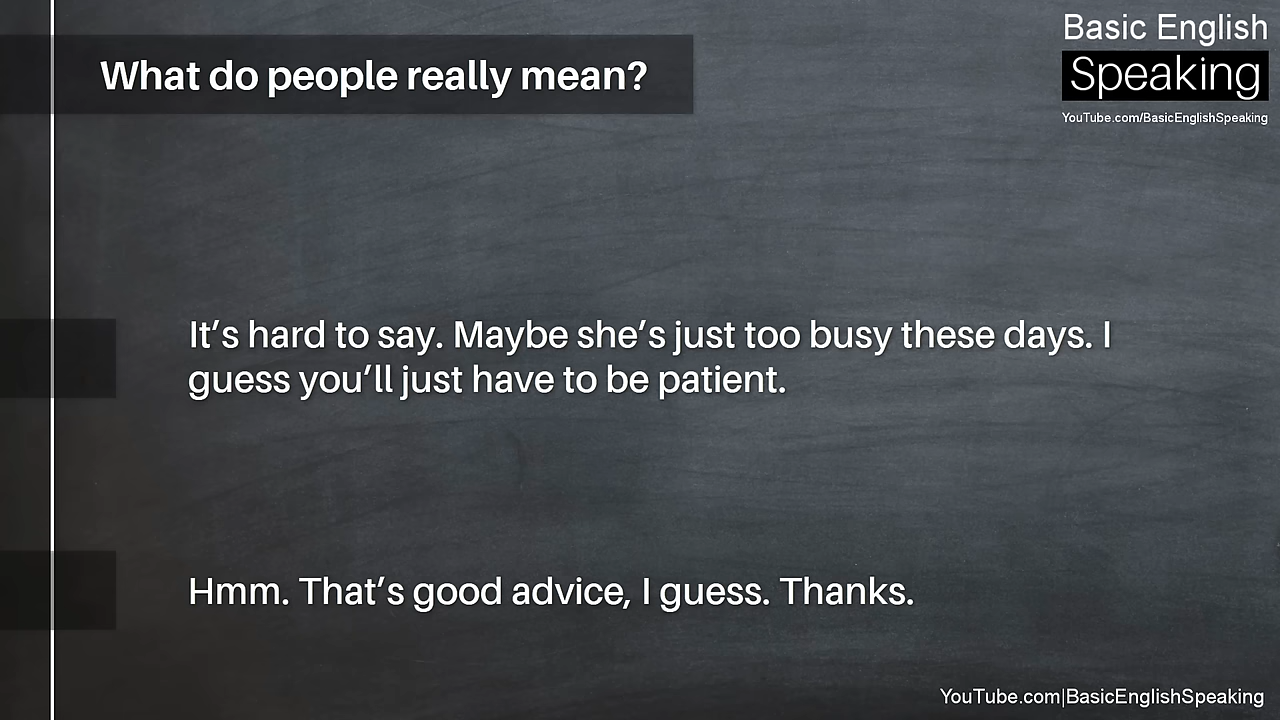 Basic English
Speaking
YouTube.com/BasicEnglishSpeaking
What do people really mean?
It’s hard to say. Maybe she’s just too busy these days. I
guess you’ll just have to be patient.
Hmm. That’s good advice, I guess. Thanks.
YouTube.com|BasicEnglishSpeaking